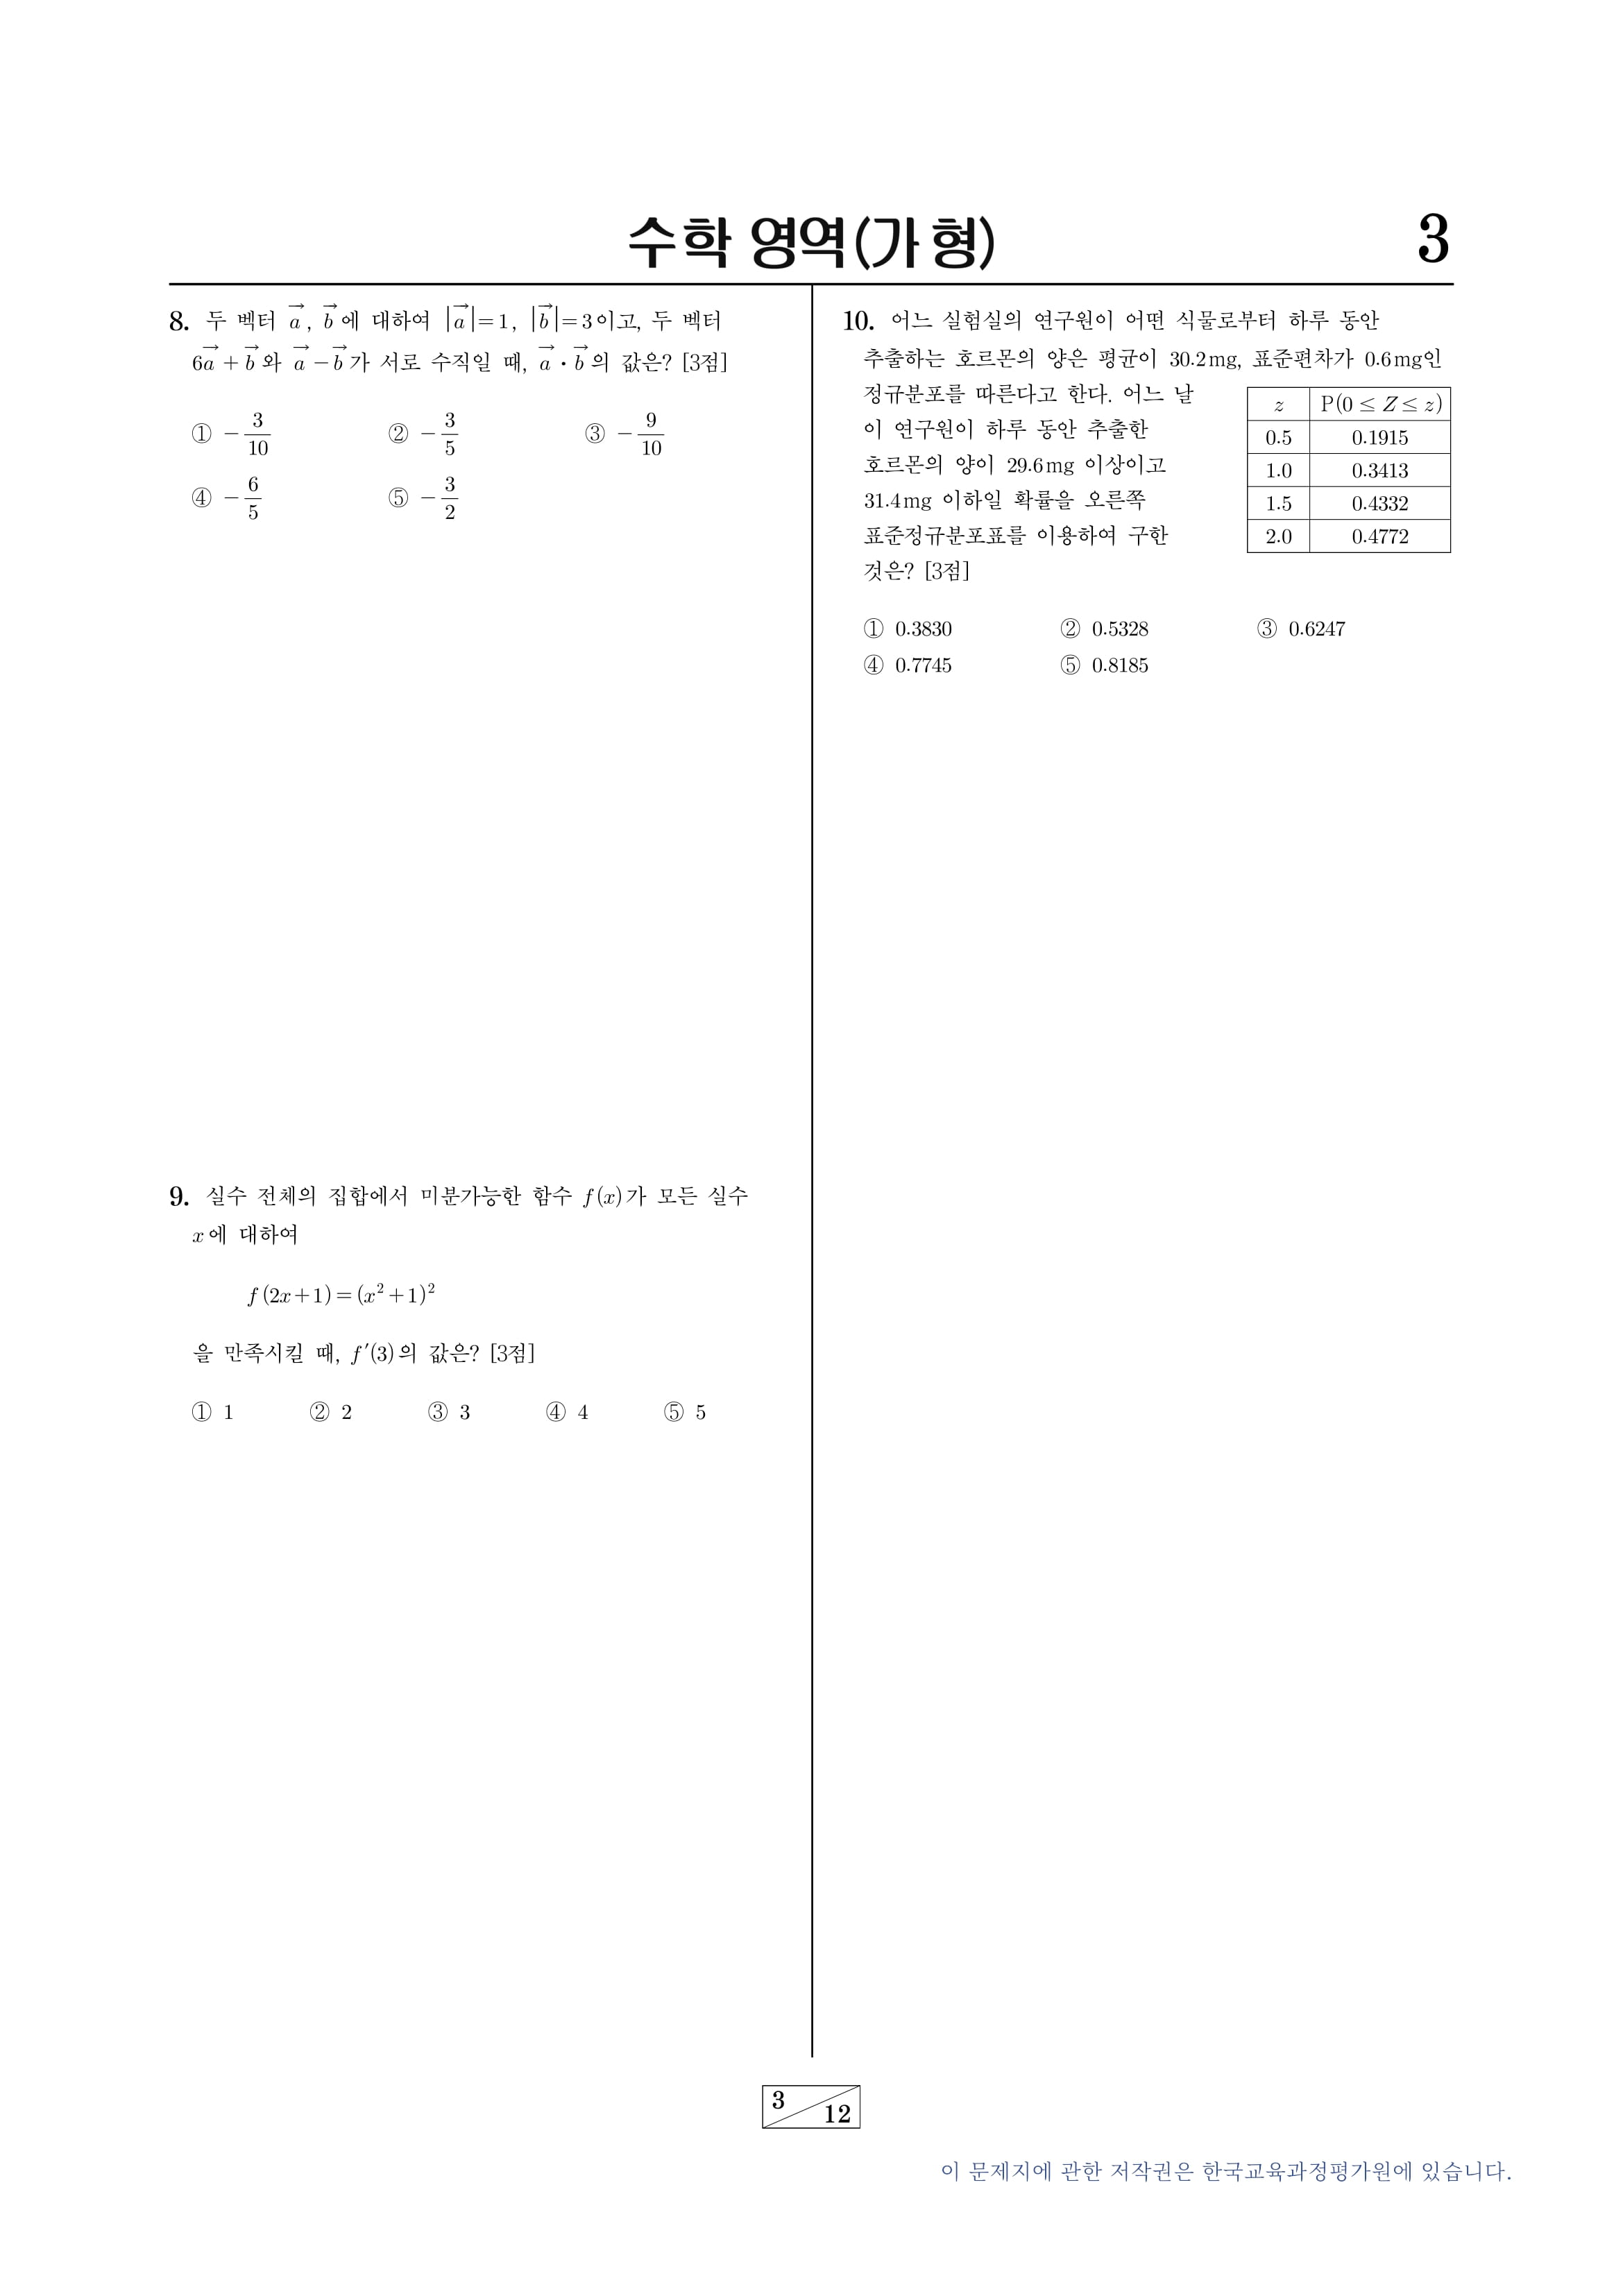 수학 영역(가 형)
3
8. 두 벡터 \(\vec{a}\), \(\vec{b}\)에 대하여 \(|\vec{a}|=1\), \(|\vec{b}|=3\)이고, 두 벡터
\(6\vec{a}+\vec{b}\)와 \(\vec{a}-\vec{b}\)가 서로 수직일 때, \(\vec{a}\cdot\vec{b}\)의 값은? [3점]
① \(-\frac{3}{10}\) ② \(-\frac{3}{5}\) ③ \(-\frac{9}{10}\)
④ \(-\frac{6}{5}\) ⑤ \(-\frac{3}{2}\)
9. 실수 전체의 집합에서 미분가능한 함수 \(f(x)\)가 모든 실수
\(x\)에 대하여
\(f(2x+1)=(x^2+1)^2\)
을 만족시킬 때, \(f'(3)\)의 값은? [3점]
① 1 ② 2 ③ 3 ④ 4 ⑤ 5
10. 어느 실험실의 연구원이 어떤 식물로부터 하루 동안
추출하는 호르몬의 양은 평균이 30.2mg, 표준편차가 0.6mg인
정규분포를 따른다고 한다. 어느 날
이 연구원이 하루 동안 추출한
호르몬의 양이 29.6mg 이상이고
31.4mg 이하일 확률을 오른쪽
표준정규분포표를 이용하여 구한
것은? [3점]
z P(0 ≤ Z ≤ z)
0.5 0.1915
1.0 0.3413
1.5 0.4332
2.0 0.4772
① 0.3830 ② 0.5328 ③ 0.6247
④ 0.7745 ⑤ 0.8185
3
12
이 문제지에 관한 저작권은 한국교육과정평가원에 있습니다.